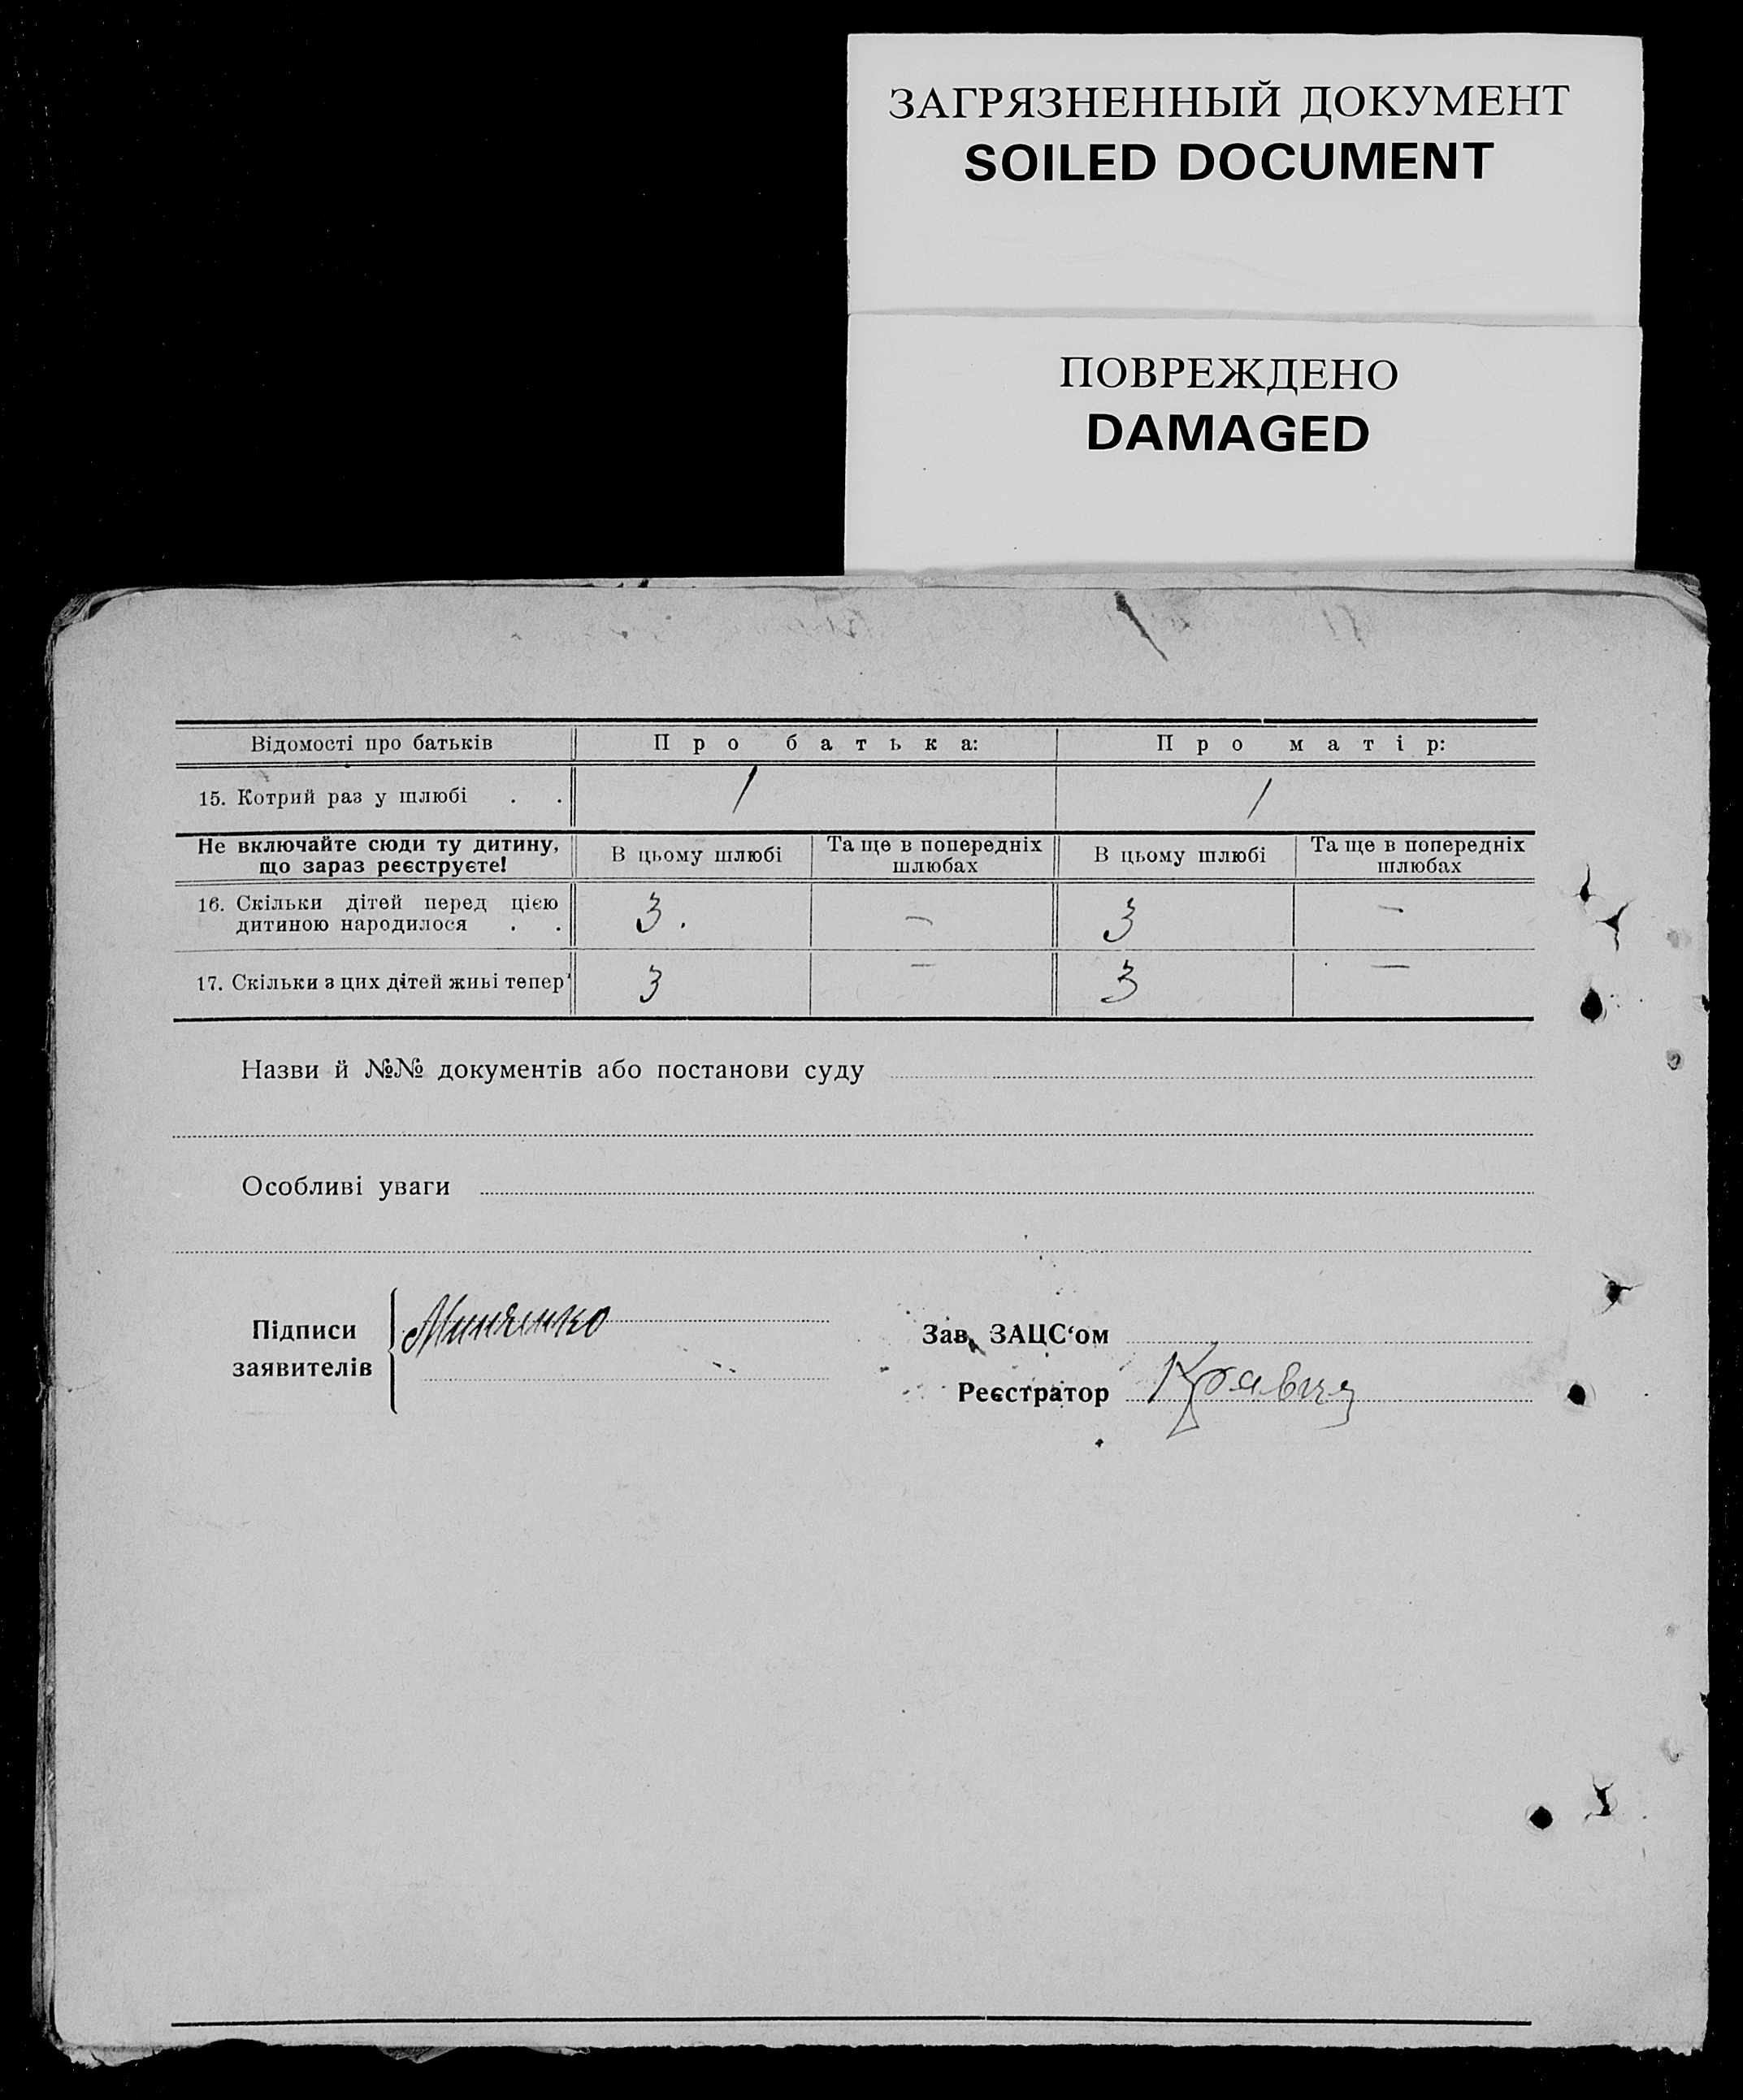 ЗАГРЯЗНЕННЫЙ ДОКУМЕНТ
SOILED DOCUMENT
ПОВРЕЖДЕНО
DAMAGED
Відомості про батьків Про батька: Про матір:
15. Котрий раз у шлюбі . . 1 1
Не включайте сюди ту дитину, що зараз реєструєте! В цьому шлюбі Та ще в попередніх шлюбах В цьому шлюбі Та ще в попередніх шлюбах
16. Скільки дітей перед цією
дитиною народилося . . 3. — 3 —
17. Скільки з цих дітей живі тепер 3 — 3 —
Назви й №№ документів або постанови суду
Особливі уваги
Підписи
заявителів
Зав. ЗАЦС'ом
Реєстратор